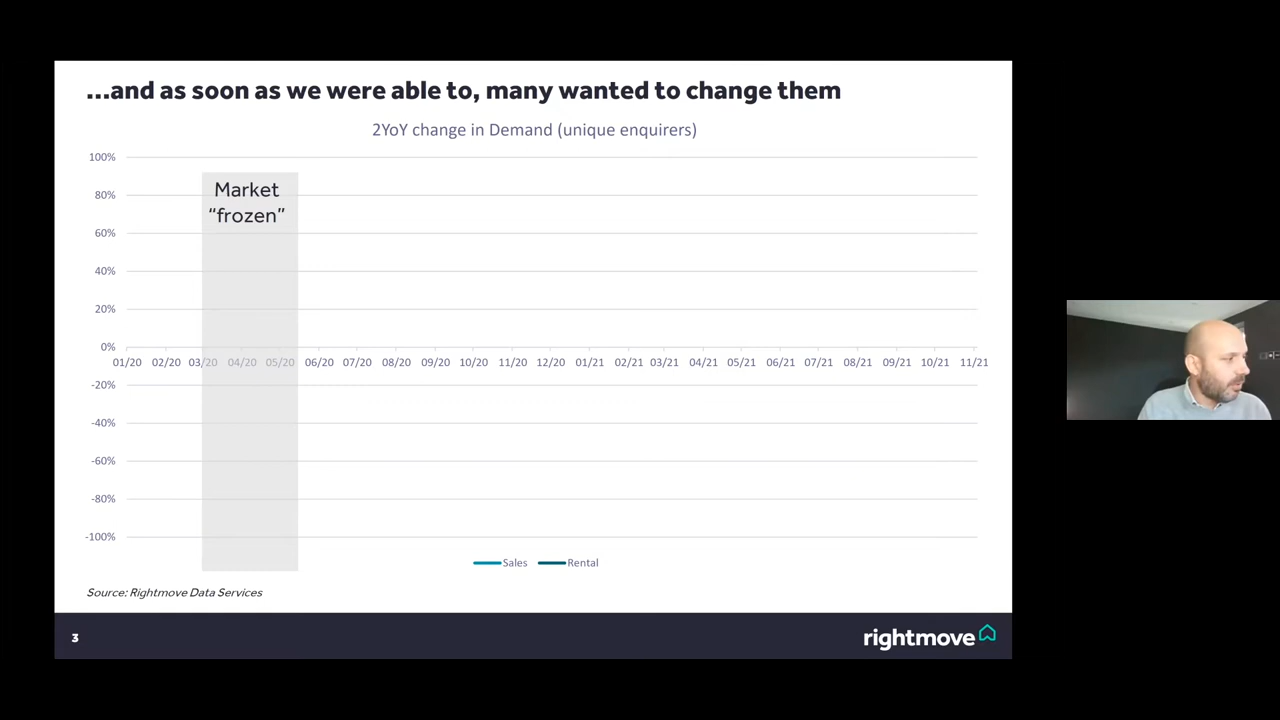 ...and as soon as we were able to, many wanted to change them
2YoY change in Demand (unique enquirers)
100%
80%
60%
40%
20%
0%
-20%
-40%
-60%
-80%
-100%
Market
“frozen”
01/20 02/20 03/20 04/20 05/20 06/20 07/20 08/20 09/20 10/20 11/20 12/20 01/21 02/21 03/21 04/21 05/21 06/21 07/21 08/21 09/21 10/21 11/21
Sales Rental
Source: Rightmove Data Services
3
rightmove